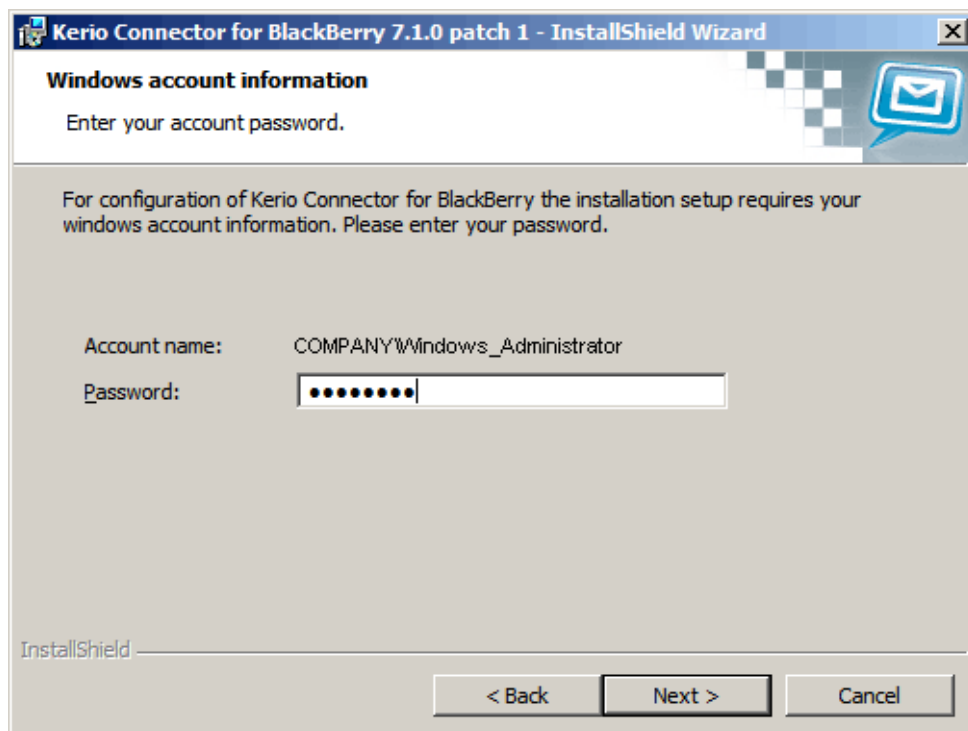 Kerio Connector for BlackBerry 7.1.0 patch 1 - InstallShield Wizard
Windows account information
Enter your account password.
For configuration of Kerio Connector for BlackBerry the installation setup requires your
windows account information. Please enter your password.
Account name: COMPANY\Windows_Administrator
Password: ●●●●●●●●
InstallShield
< Back Next > Cancel